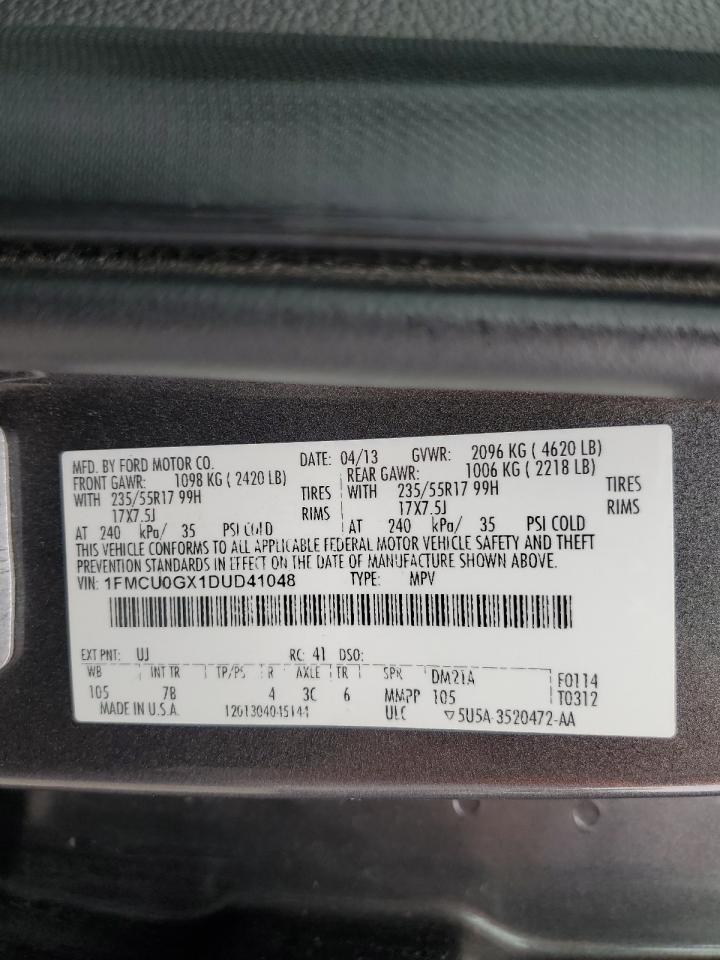 MFD. BY FORD MOTOR CO. DATE: 04/13 GVWR: 2096 KG ( 4620 LB)
FRONT GAWR: 1098 KG ( 2420 LB) REAR GAWR: 1006 KG ( 2218 LB)
WITH 235/55R17 99H TIRES WITH 235/55R17 99H TIRES
17X7.5J RIMS 17X7.5J RIMS
AT 240 kPa/ 35 PSI COLD AT 240 kPa/ 35 PSI COLD
THIS VEHICLE CONFORMS TO ALL APPLICABLE FEDERAL MOTOR VEHICLE SAFETY AND THEFT
PREVENTION STANDARDS IN EFFECT ON THE DATE OF MANUFACTURE SHOWN ABOVE.
VIN: 1FMCU0GX1DUD41048 TYPE: MPV
EXT PNT: UJ RC: 41 DSO:
WB INT TR TP/PS R AXLE TR SPR DM21A F0114
105 7B 4 3C 6 MMPP 105 T0312
MADE IN U.S.A. ULC ▽5U5A-3520472-AA